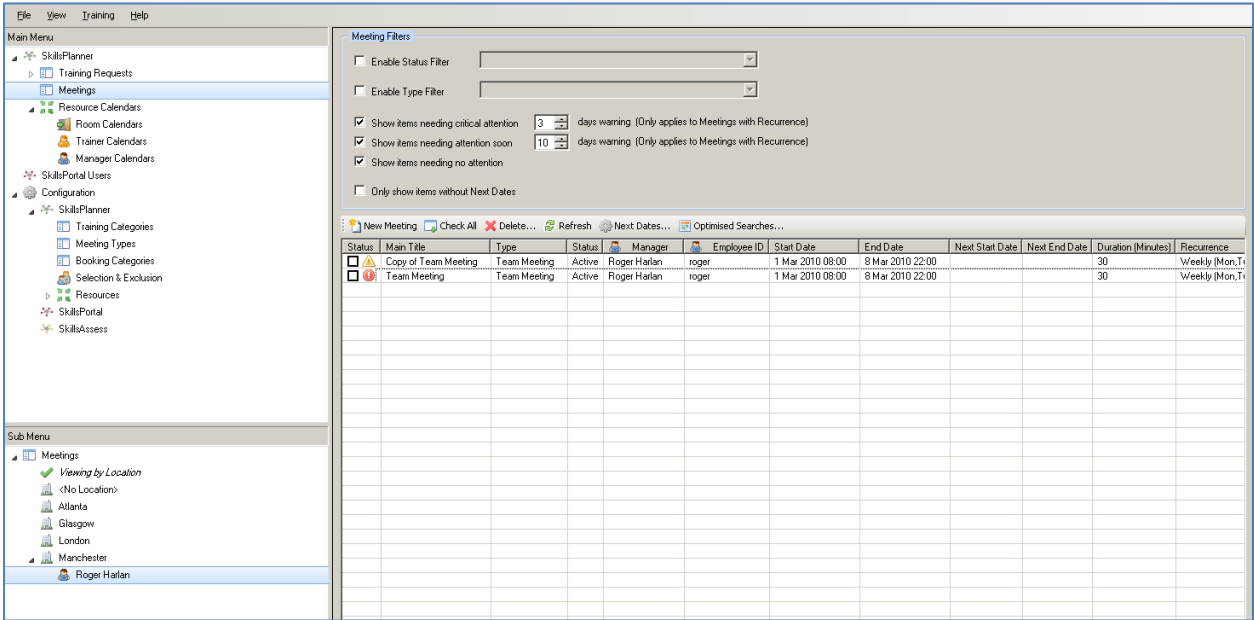 File View Training Help
Main Menu
SkillsPlanner
Training Requests
Meetings
Resource Calendars
Room Calendars
Trainer Calendars
Manager Calendars
SkillsPortal Users
Configuration
SkillsPlanner
Training Categories
Meeting Types
Booking Categories
Selection & Exclusion
Resources
SkillsPortal
SkillsAssess
Sub Menu
Meetings
Viewing by Location
<No Location>
Atlanta
Glasgow
London
Manchester
Roger Harlan
Meeting Filters
Enable Status Filter
Enable Type Filter
Show items needing critical attention 3 days warning (Only applies to Meetings with Recurrence)
Show items needing attention soon 10 days warning (Only applies to Meetings with Recurrence)
Show items needing no attention
Only show items without Next Dates
New Meeting Check All Delete... Refresh Next Dates... Optimised Searches...
Status Main Title Type Status Manager Employee ID Start Date End Date Next Start Date Next End Date Duration (Minutes) Recurrence
Copy of Team Meeting Team Meeting Active Roger Harlan roger 1 Mar 2010 08:00 8 Mar 2010 22:00 30 Weekly (Mon,Tu
Team Meeting Team Meeting Active Roger Harlan roger 1 Mar 2010 08:00 8 Mar 2010 22:00 30 Weekly (Mon,Tu